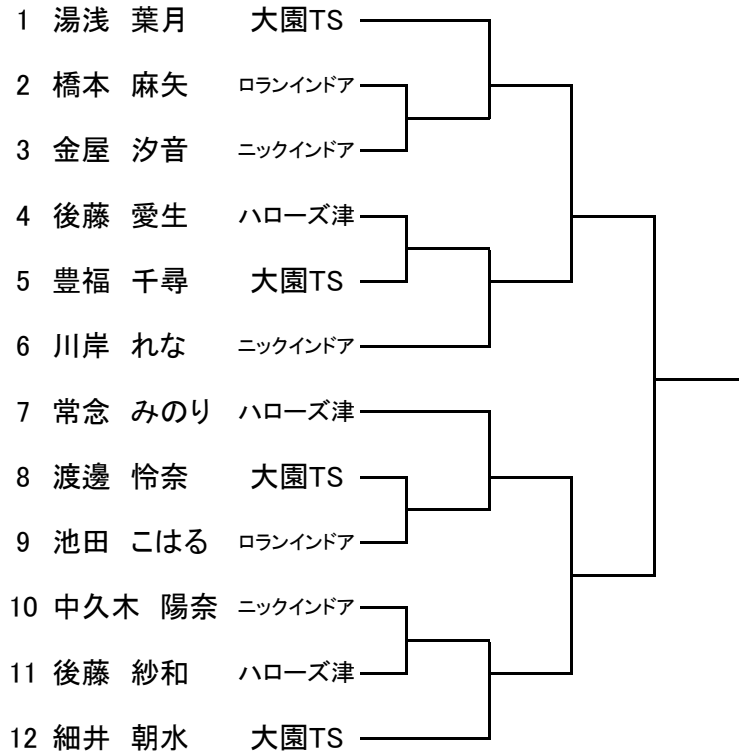 1 湯浅 葉月 大園TS
2 橋本 麻矢 ロランインドア
3 金屋 汐音 ニックインドア
4 後藤 愛生 ハローズ津
5 豊福 千尋 大園TS
6 川岸 れな ニックインドア
7 常念 みのり ハローズ津
8 渡邊 怜奈 大園TS
9 池田 こはる ロランインドア
10 中久木 陽奈 ニックインドア
11 後藤 紗和 ハローズ津
12 細井 朝水 大園TS